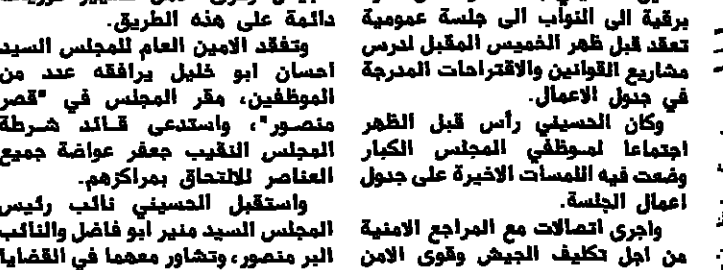 برقية الى النواب الى جلسة عمومية
تعقد قبل ظهر الخميس المقبل لدرس
مشاريع القوانين والاقتراحات المدرجة
في جدول الاعمال.
وكان الحسيني رأس قبل الظهر
اجتماعا لموظفي المجلس الكبار
وضعت فيه اللمسات الاخيرة على جدول
اعمال الجلسة.
واجرى اتصالات مع المراجع الامنية
من اجل تكليف الجيش وقوى الامن
دائمة على هذه الطريق.
وتفقد الامين العام للمجلس السيد
احسان ابو خليل يرافقه عدد من
الموظفين، مقر المجلس في "قصر
منصور"، واستدعى قائد شرطة
المجلس النقيب جعفر عواضة جميع
العناصر للالتحاق بمراكزهم.
واستقبل الحسيني نائب رئيس
المجلس السيد منير ابو فاضل والنائب
البر منصور، وتشاور معهما في القضايا